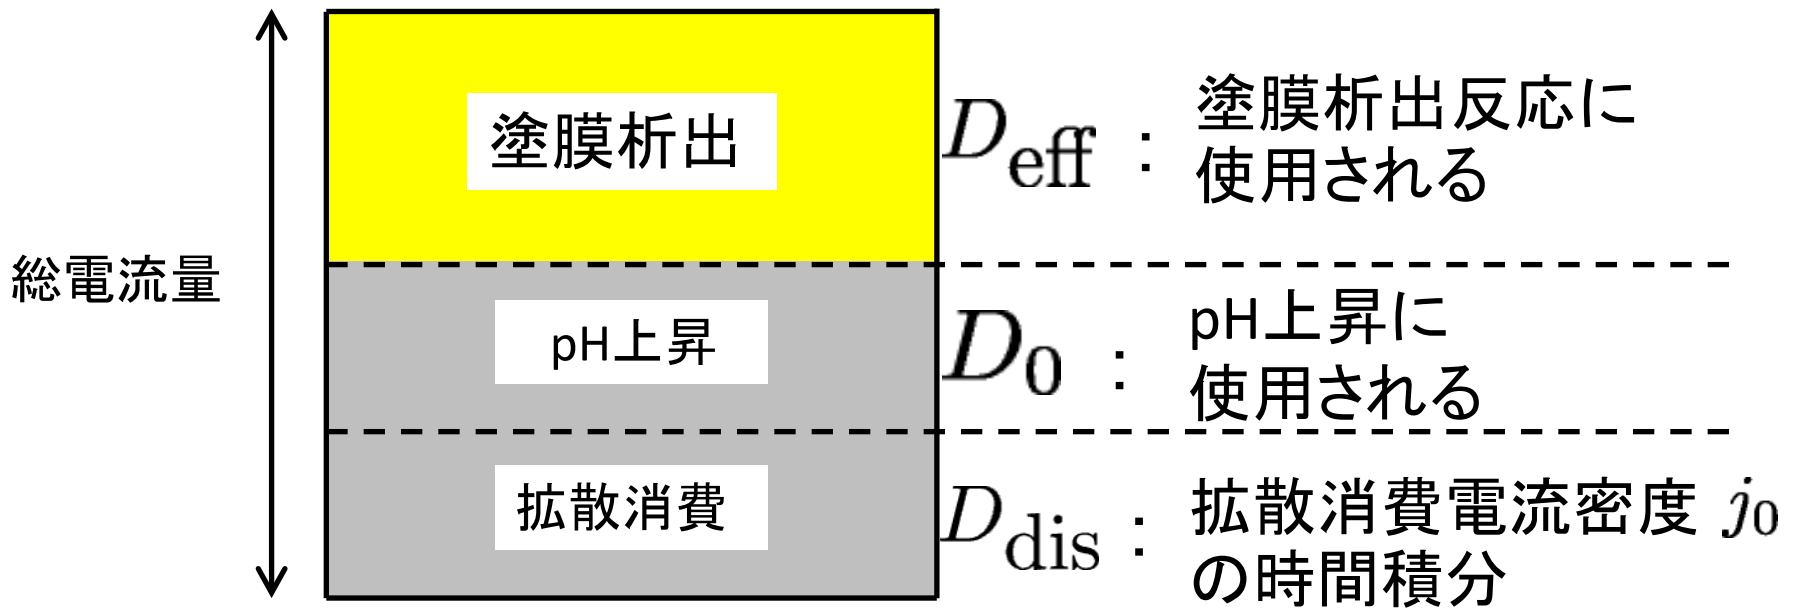 総電流量
塗膜析出
D_eff : 塗膜析出反応に
使用される
pH上昇
D_0 : pH上昇に
使用される
拡散消費
D_dis : 拡散消費電流密度 j_0
の時間積分